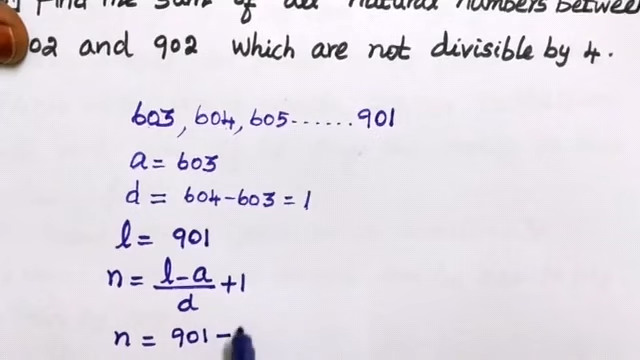 Find the sum of all natural numbers between
02 and 902 which are not divisible by 4.
603, 604, 605......901
a = 603
d = 604-603 = 1
l = 901
n = l-a/d +1
n = 901-